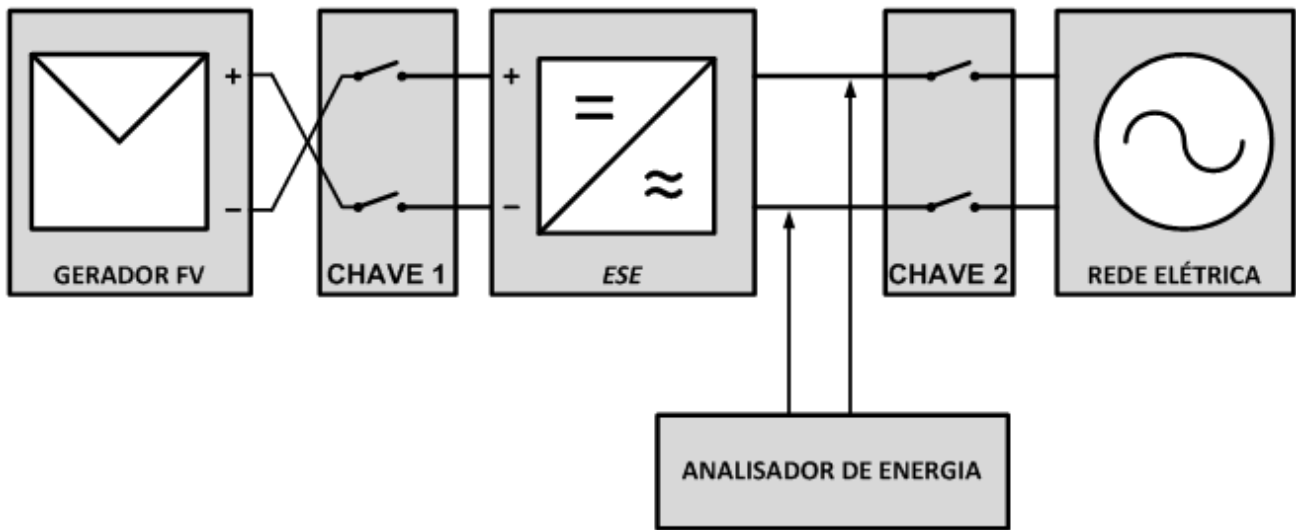 +
−
GERADOR FV
CHAVE 1
+
−
=
≈
ESE
CHAVE 2
REDE ELÉTRICA
ANALISADOR DE ENERGIA